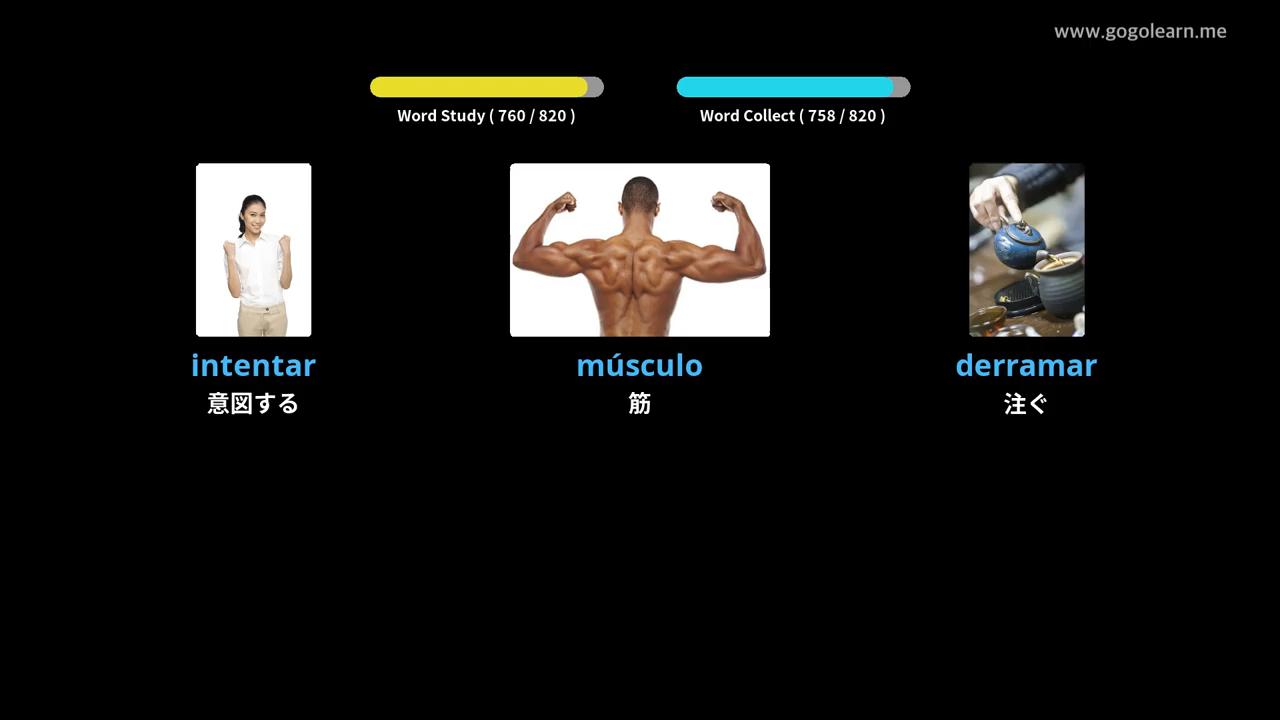 www.gogolearn.me
Word Study ( 760 / 820 )
Word Collect ( 758 / 820 )
intentar
músculo
derramar
意図する
筋
注ぐ